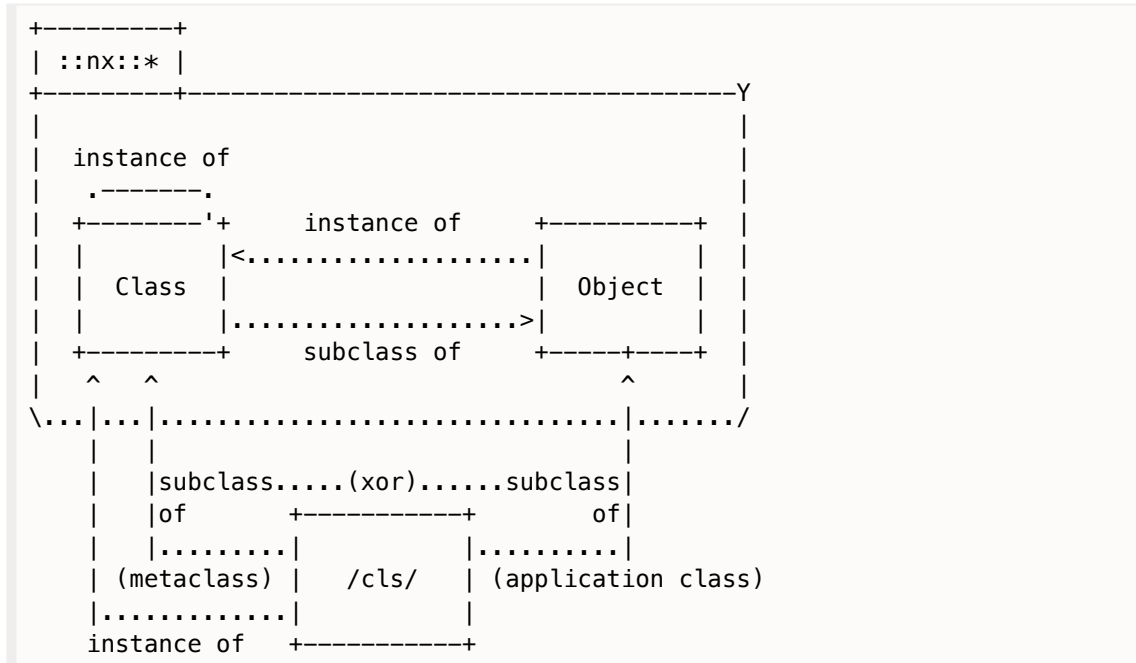 ::nx::*
instance of
instance of
Class Object
subclass of
subclass.....(xor)......subclass
of of
(metaclass) /cls/ (application class)
instance of